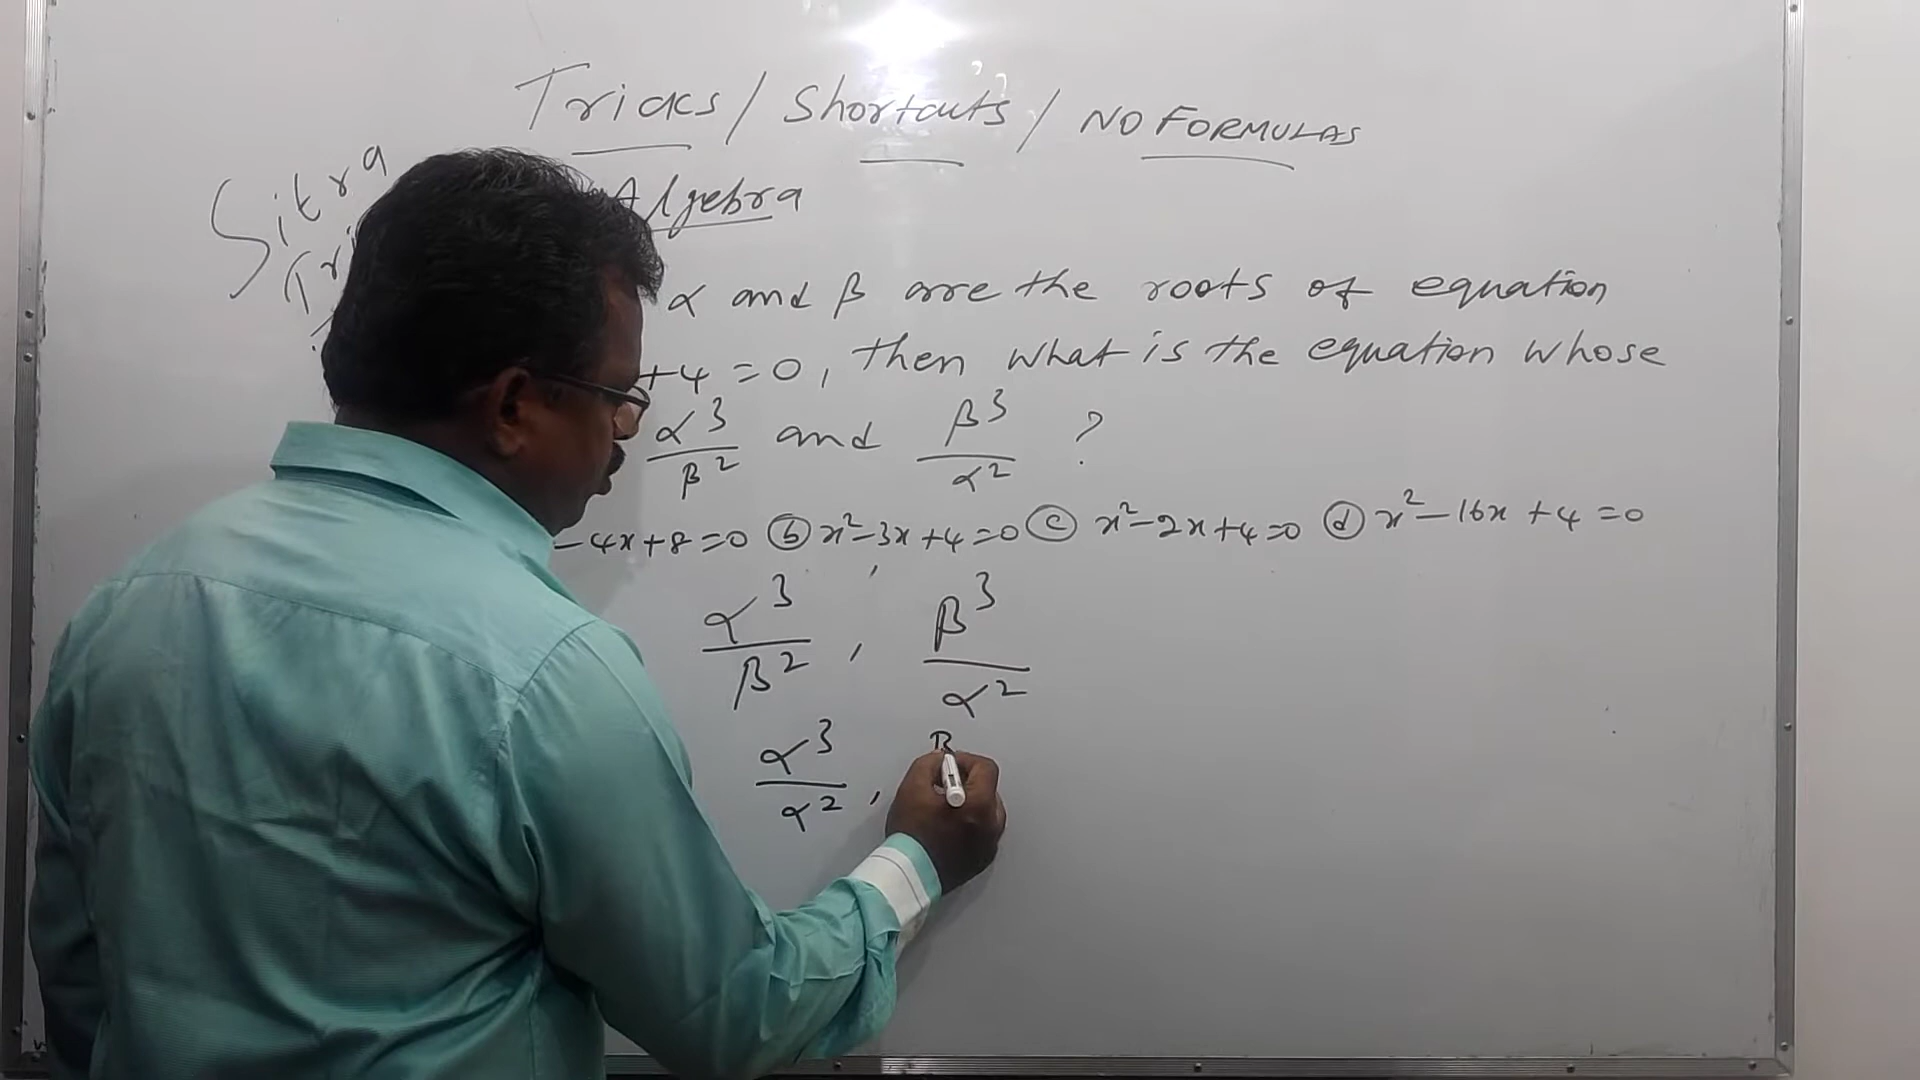 Tricks / Shortcuts / NO FORMULAS
Sitra
Algebra
α and β are the roots of equation
+4 = 0, then what is the equation whose
α³/β² and β³/α² ?
- 4x + 8 = 0 (b) x² - 3x + 4 = 0 (c) x² - 2x + 4 = 0 (d) x² - 16x + 4 = 0
α³/β² , β³/α²
α³/α² , β